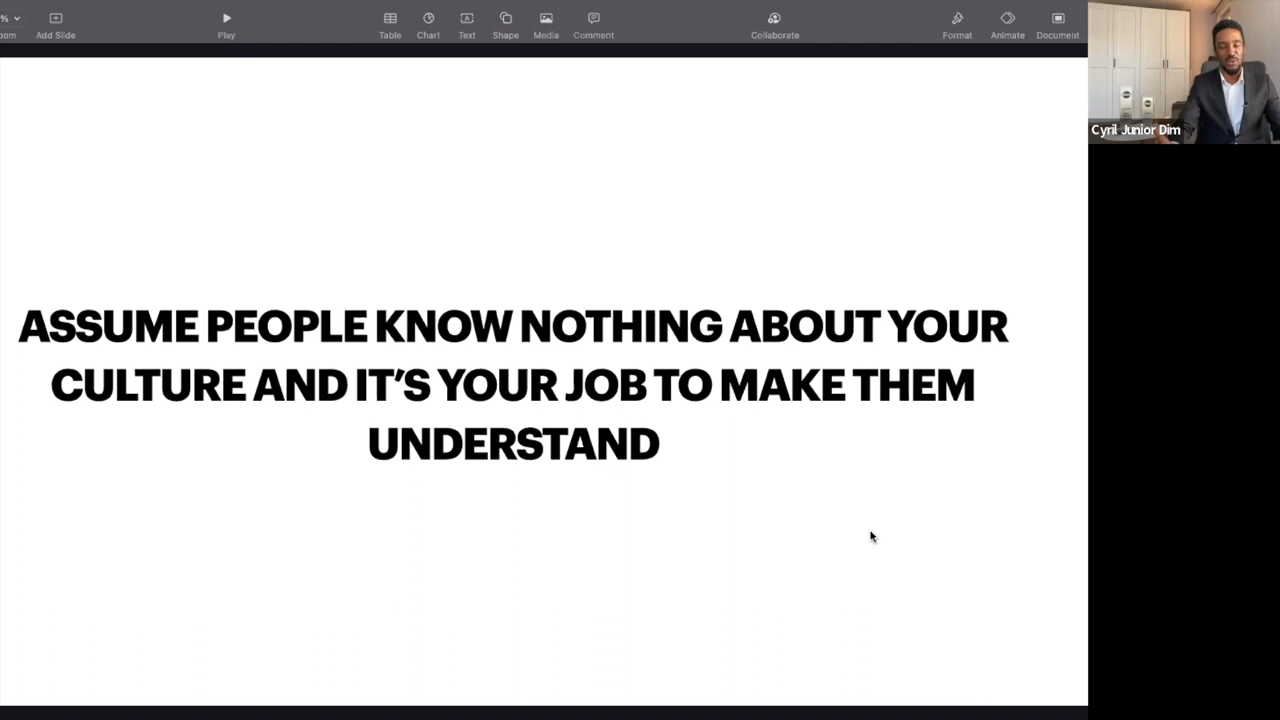 %
oom
Add Slide
Play
Table
Chart
Text
Shape
Media
Comment
Collaborate
Format
Animate
Document
Cyril Junior Dim
ASSUME PEOPLE KNOW NOTHING ABOUT YOUR
CULTURE AND IT’S YOUR JOB TO MAKE THEM
UNDERSTAND